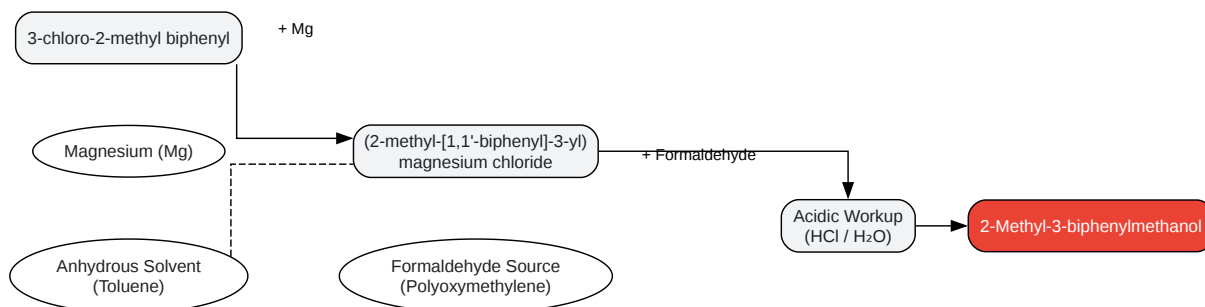 3-chloro-2-methyl biphenyl
+ Mg
Magnesium (Mg)
(2-methyl-[1,1'-biphenyl]-3-yl)
magnesium chloride
+ Formaldehyde
Acidic Workup
(HCl / H₂O)
2-Methyl-3-biphenylmethanol
Anhydrous Solvent
(Toluene)
Formaldehyde Source
(Polyoxymethylene)